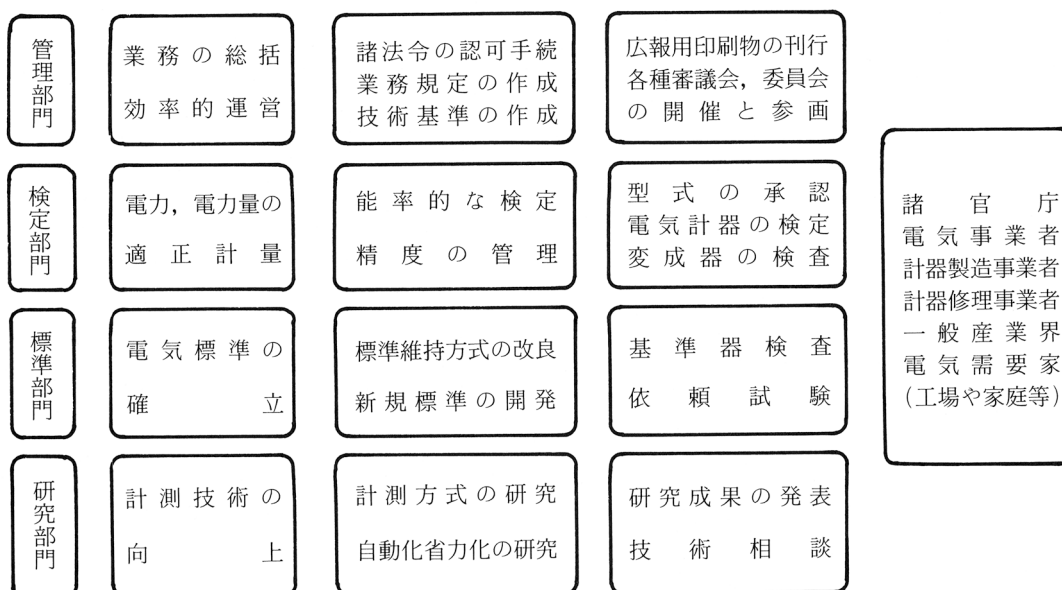 管理部門
業務の総括
効率的運営
諸法令の認可手続
業務規定の作成
技術基準の作成
広報用印刷物の刊行
各種審議会，委員会
の開催と参画
検定部門
電力，電力量の
適正計量
能率的な検定
精度の管理
型式の承認
電気計器の検定
変成器の検査
標準部門
電気標準の
確立
標準維持方式の改良
新規標準の開発
基準器検査
依頼試験
研究部門
計測技術の
向上
計測方式の研究
自動化省力化の研究
研究成果の発表
技術相談
諸官庁
電気事業者
計器製造事業者
計器修理事業者
一般産業界
電気需要家
(工場や家庭等)